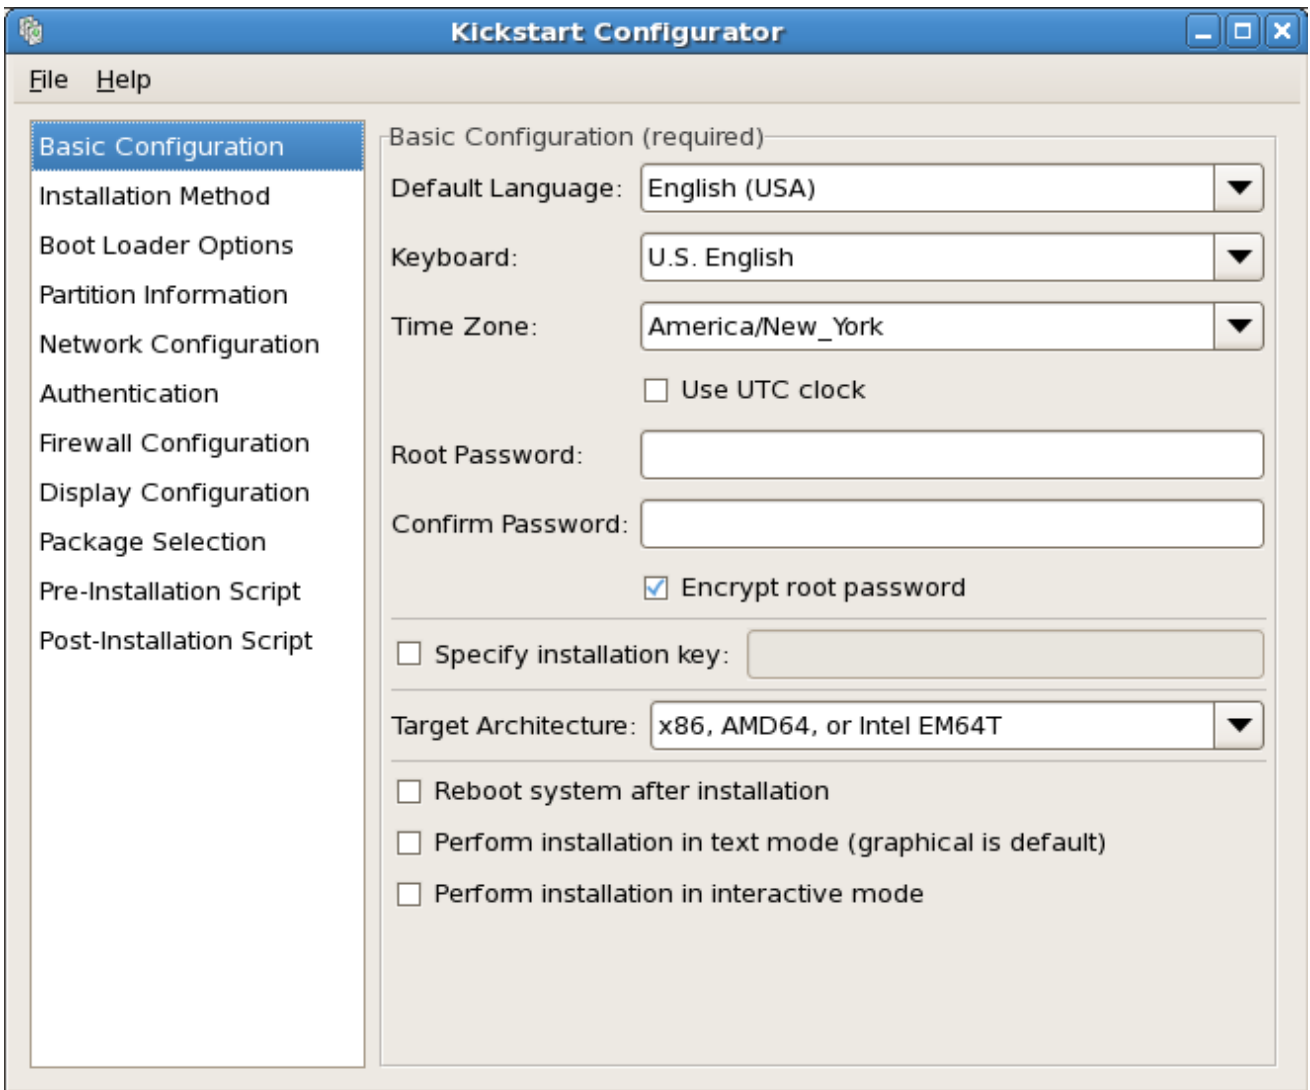 Kickstart Configurator
File Help
Basic Configuration
Installation Method
Boot Loader Options
Partition Information
Network Configuration
Authentication
Firewall Configuration
Display Configuration
Package Selection
Pre-Installation Script
Post-Installation Script
Basic Configuration (required)
Default Language: English (USA)
Keyboard: U.S. English
Time Zone: America/New_York
Use UTC clock
Root Password:
Confirm Password:
Encrypt root password
Specify installation key:
Target Architecture: x86, AMD64, or Intel EM64T
Reboot system after installation
Perform installation in text mode (graphical is default)
Perform installation in interactive mode